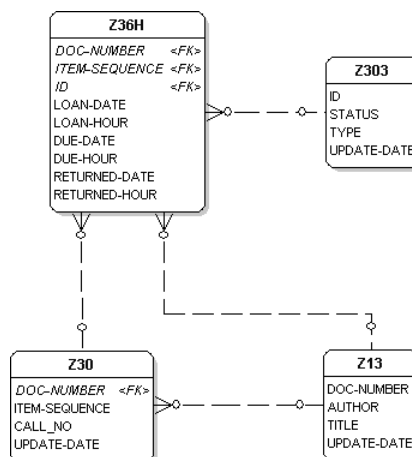 Z36H
DOC-NUMBER <FK>
ITEM-SEQUENCE <FK>
ID <FK>
LOAN-DATE
LOAN-HOUR
DUE-DATE
DUE-HOUR
RETURNED-DATE
RETURNED-HOUR
Z303
ID
STATUS
TYPE
UPDATE-DATE
Z30
DOC-NUMBER <FK>
ITEM-SEQUENCE
CALL_NO
UPDATE-DATE
Z13
DOC-NUMBER
AUTHOR
TITLE
UPDATE-DATE